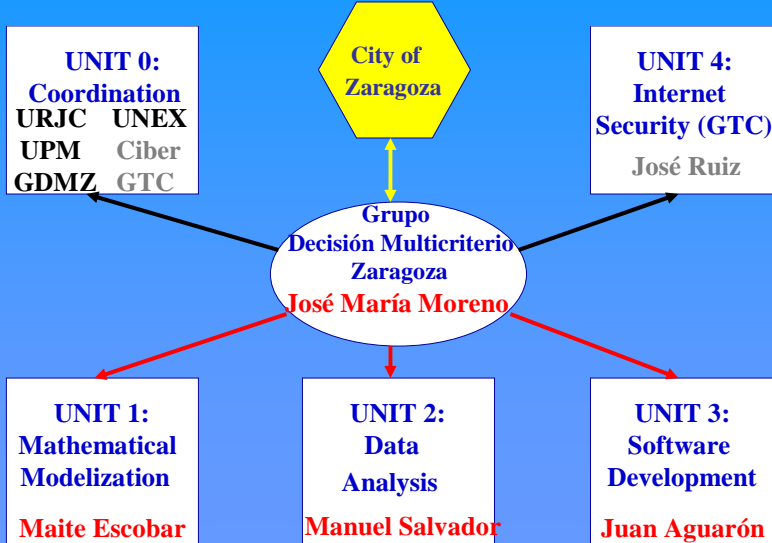 UNIT 0:
Coordination
URJC UNEX
UPM Ciber
GDMZ GTC
City of
Zaragoza
UNIT 4:
Internet
Security (GTC)
José Ruiz
Grupo
Decisión Multicriterio
Zaragoza
José María Moreno
UNIT 1:
Mathematical
Modelization
Maite Escobar
UNIT 2:
Data
Analysis
Manuel Salvador
UNIT 3:
Software
Development
Juan Aguarón